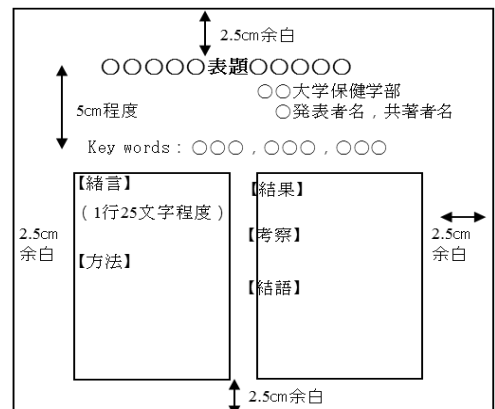 2.5cm余白
○○○○○表題○○○○○
○○大学保健学部
5cm程度
○発表者名，共著者名
Key words：○○○，○○○，○○○
【緒言】
（1行25文字程度）
【方法】
【結果】
【考察】
【結語】
2.5cm
余白
2.5cm
余白
2.5cm余白